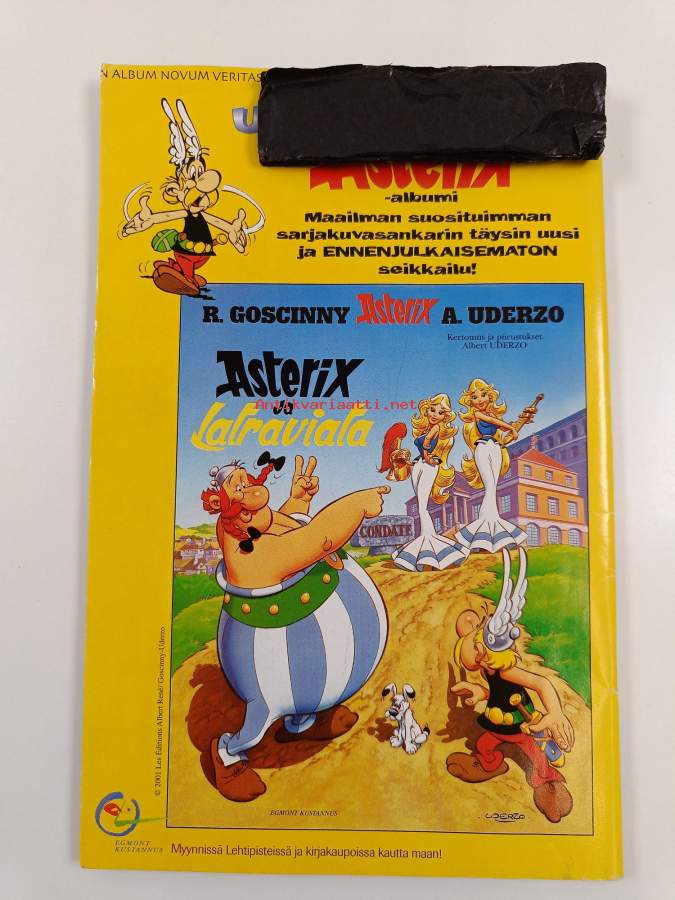 N ALBUM NOVUM VERITAS
Asterix
-albumi
Maailman suosituimman
sarjakuvasankarin täysin uusi
ja ENNENJULKAISEMATON
seikkailu!
R. GOSCINNY Asterix A. UDERZO
Kertomus ja piirustukset
Albert UDERZO
Asterix
ja
Latraviata
Antikvariaatti.net
CONDATE
© 2001 Les Éditions Albert René/ Goscinny-Uderzo
EGMONT KUSTANNUS
UDERZO
EGMONT
KUSTANNUS
Myynnissä Lehtipisteissä ja kirjakaupoissa kautta maan!